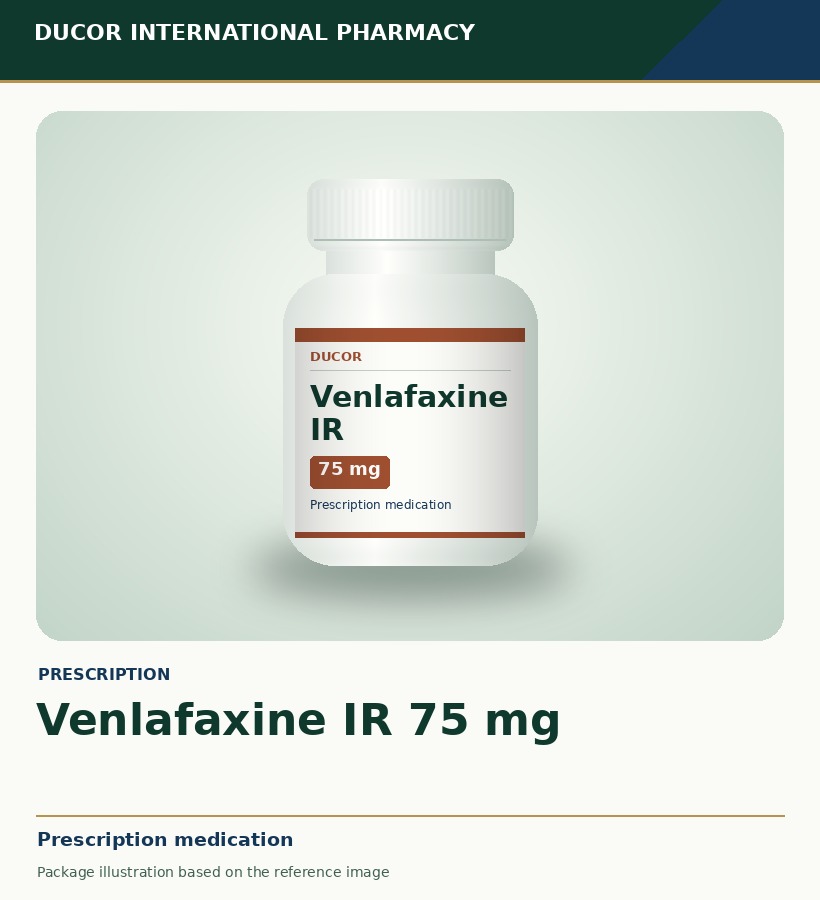 DUCOR INTERNATIONAL PHARMACY
DUCOR
Venlafaxine
IR
75 mg
Prescription medication
PRESCRIPTION
Venlafaxine IR 75 mg
Prescription medication
Package illustration based on the reference image